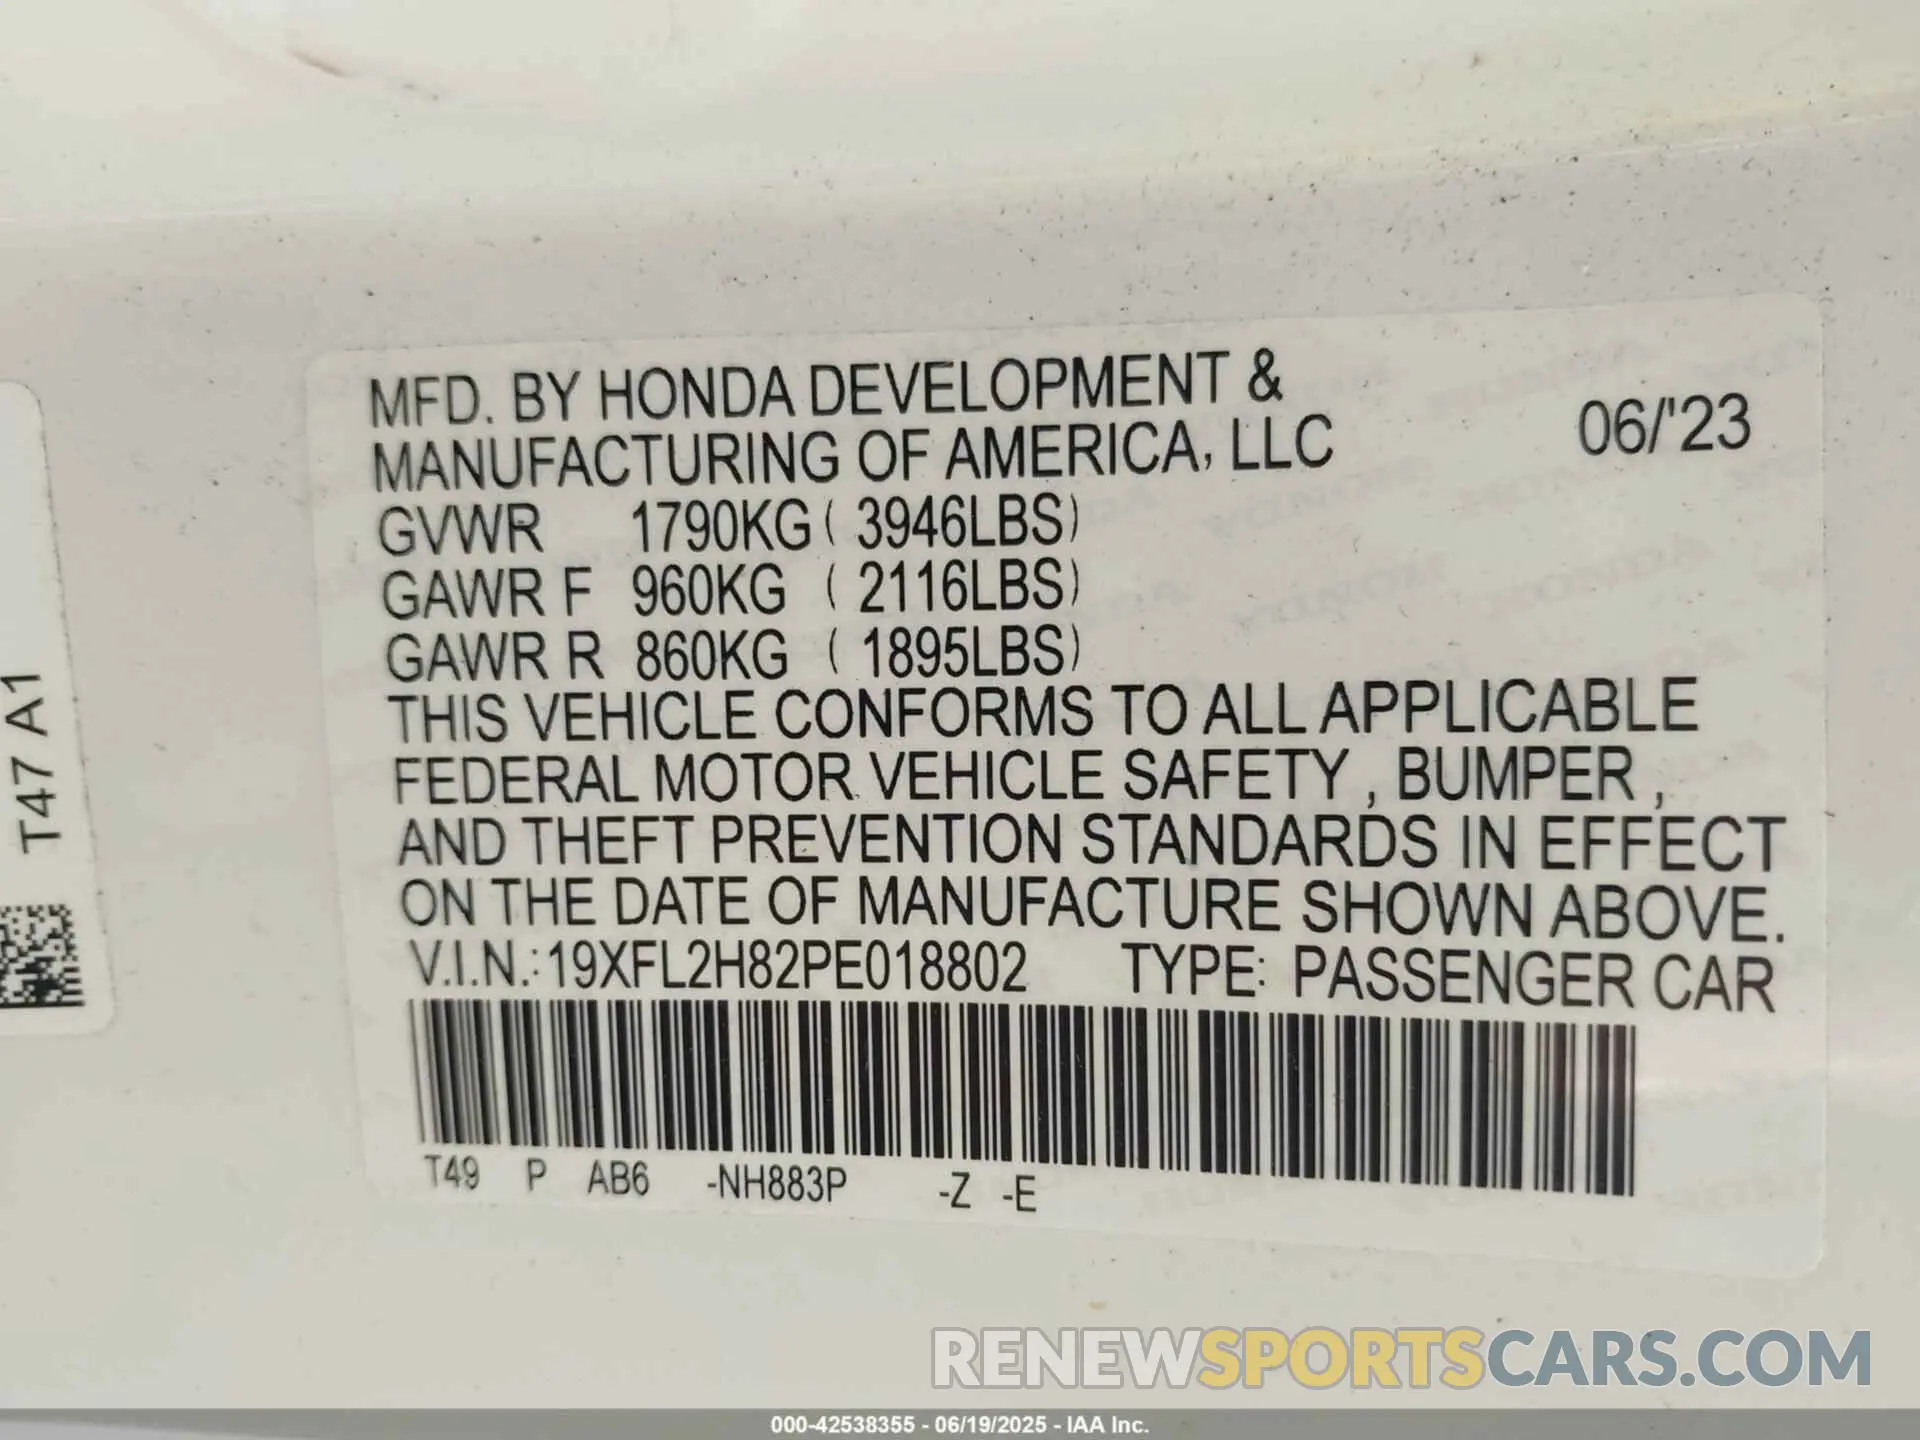 MFD. BY HONDA DEVELOPMENT &
MANUFACTURING OF AMERICA, LLC 06/'23
GVWR 1790KG ( 3946LBS)
GAWR F 960KG ( 2116LBS)
GAWR R 860KG ( 1895LBS)
THIS VEHICLE CONFORMS TO ALL APPLICABLE
FEDERAL MOTOR VEHICLE SAFETY , BUMPER ,
AND THEFT PREVENTION STANDARDS IN EFFECT
ON THE DATE OF MANUFACTURE SHOWN ABOVE.
V.I.N.:19XFL2H82PE018802 TYPE: PASSENGER CAR
T49 P AB6 -NH883P -Z -E
T47 A1
RENEWSPORTSCARS.COM
000-42538355 - 06/19/2025 - IAA Inc.